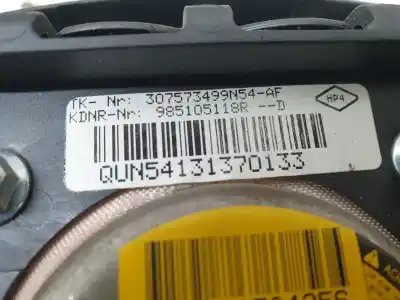 TK- Nr: 307573499N54-AF
HP4
KDNR-Nr: 985105118R --D
QUN54131370133